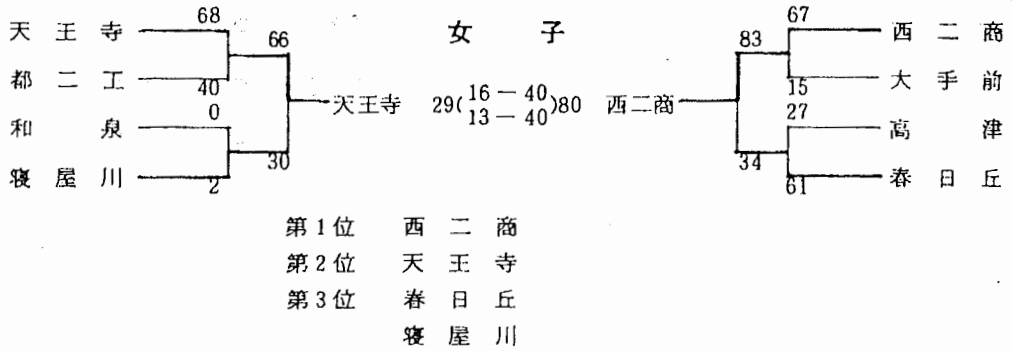 女子
68
天王寺
66
都二工
40
0
和泉
30
寝屋川
2
天王寺 29(16-40 13-40)80 西二商
67
西二商
83
大手前
15
27
高津
34
春日丘
61
第1位 西二商
第2位 天王寺
第3位 春日丘
寝屋川